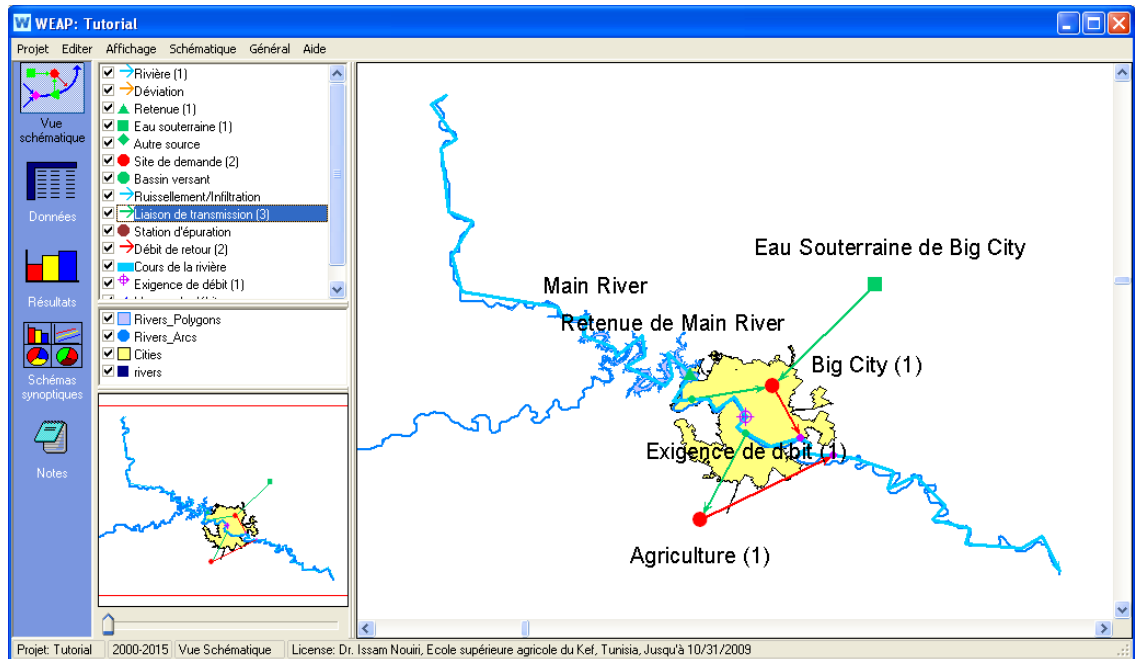 WEAP: Tutorial
Projet Editer Affichage Schématique Général Aide
Vue
schématique
Données
Résultats
Schémas
synoptiques
Notes
Rivière (1)
Déviation
Retenue (1)
Eau souterraine (1)
Autre source
Site de demande (2)
Bassin versant
Ruissellement/Infiltration
Liaison de transmission (3)
Station d'épuration
Débit de retour (2)
Cours de la rivière
Exigence de débit (1)
Rivers_Polygons
Rivers_Arcs
Cities
rivers
Eau Souterraine de Big City
Main River
Retenue de Main River
Big City (1)
Exigence de d,bit (1)
Agriculture (1)
Projet: Tutorial 2000-2015 Vue Schématique License: Dr. Issam Nouiri, Ecole supérieure agricole du Kef, Tunisia, Jusqu'à 10/31/2009